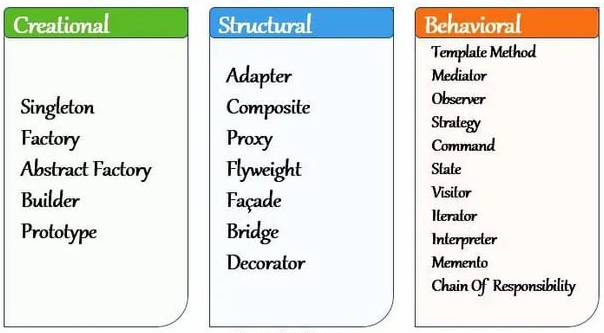 Creational
Singleton
Factory
Abstract Factory
Builder
Prototype
Structural
Adapter
Composite
Proxy
Flyweight
Façade
Bridge
Decorator
Behavioral
Template Method
Mediator
Observer
Strategy
Command
State
Visitor
Iterator
Interpreter
Memento
Chain Of Responsibility